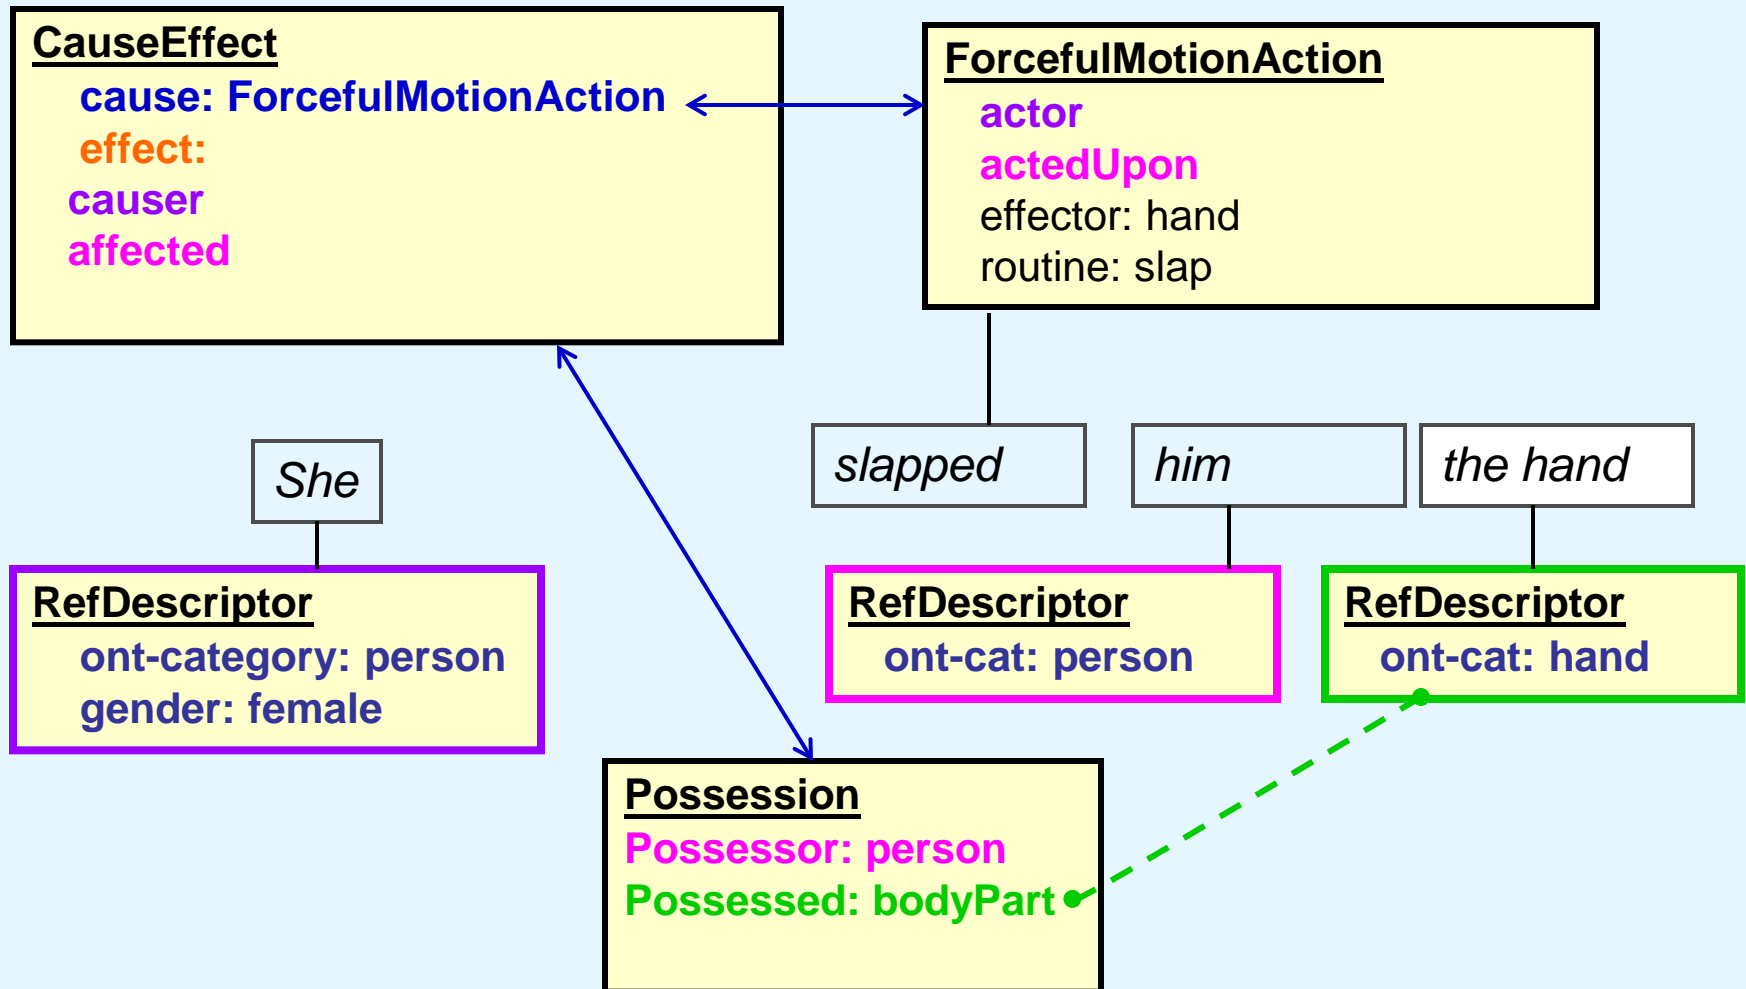 CauseEffect
cause: ForcefulMotionAction
effect:
causer
affected
ForcefulMotionAction
actor
actedUpon
effector: hand
routine: slap
She
slapped
him
the hand
RefDescriptor
ont-category: person
gender: female
RefDescriptor
ont-cat: person
RefDescriptor
ont-cat: hand
Possession
Possessor: person
Possessed: bodyPart